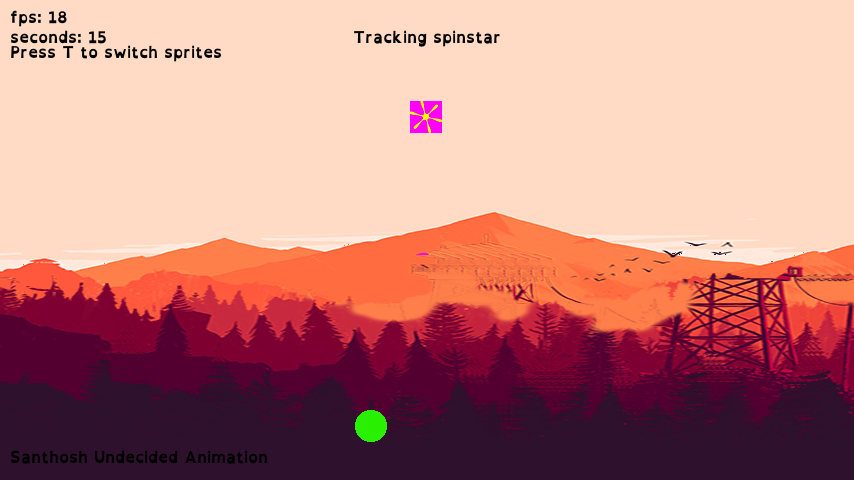 fps: 18
seconds: 15
Press T to switch sprites
Tracking spinstar
Santhosh Undecided Animation